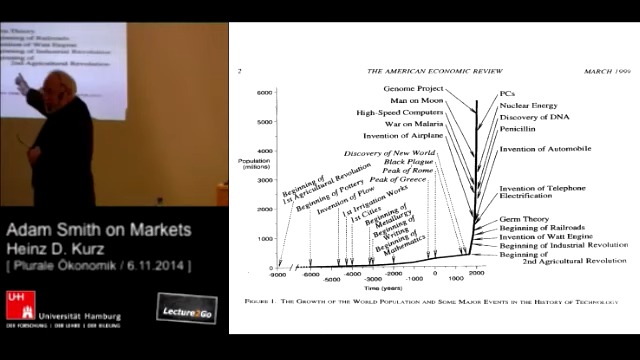 n Theory
ginning of Railroads
vention of Watt Engine
ginning of Industrial Revolution
ginning of
2nd Agricultural Revolution
Adam Smith on Markets
Heinz D. Kurz
[ Plurale Ökonomik / 6.11.2014 ]
UH
Universität Hamburg
DER FORSCHUNG | DER LEHRE | DER BILDUNG
Lecture2Go
2 THE AMERICAN ECONOMIC REVIEW MARCH 1999
Population
(millions)
6000
5000
4000
3000
2000
1000
0
-9000 -6000 -5000 -4000 -3000 -2000 -1000 0 1000 2000
Time (years)
Genome Project
Man on Moon
High-Speed Computers
War on Malaria
Invention of Airplane
Discovery of New World
Black Plague
Peak of Rome
Peak of Greece
Beginning of
1st Agricultural Revolution
Beginning of Pottery
Invention of Plow
1st Irrigation Works
1st Cities
Beginning of
Metallurgy
Beginning of
Writing
Beginning of
Mathematics
PCs
Nuclear Energy
Discovery of DNA
Penicillin
Invention of Automobile
Invention of Telephone
Electrification
Germ Theory
Beginning of Railroads
Invention of Watt Engine
Beginning of Industrial Revolution
Beginning of
2nd Agricultural Revolution
FIGURE 1. THE GROWTH OF THE WORLD POPULATION AND SOME MAJOR EVENTS IN THE HISTORY OF TECHNOLOGY